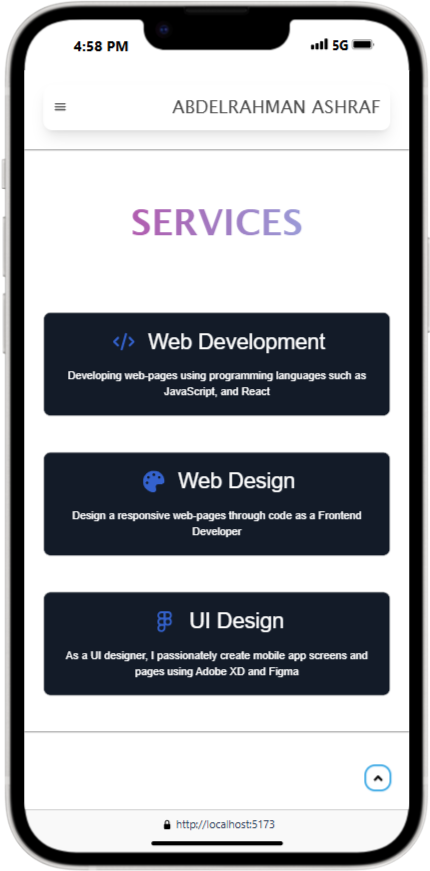 4:58 PM 5G
ABDELRAHMAN ASHRAF
SERVICES
</> Web Development
Developing web-pages using programming languages such as
JavaScript, and React
Web Design
Design a responsive web-pages through code as a Frontend
Developer
UI Design
As a UI designer, I passionately create mobile app screens and
pages using Adobe XD and Figma
http://localhost:5173